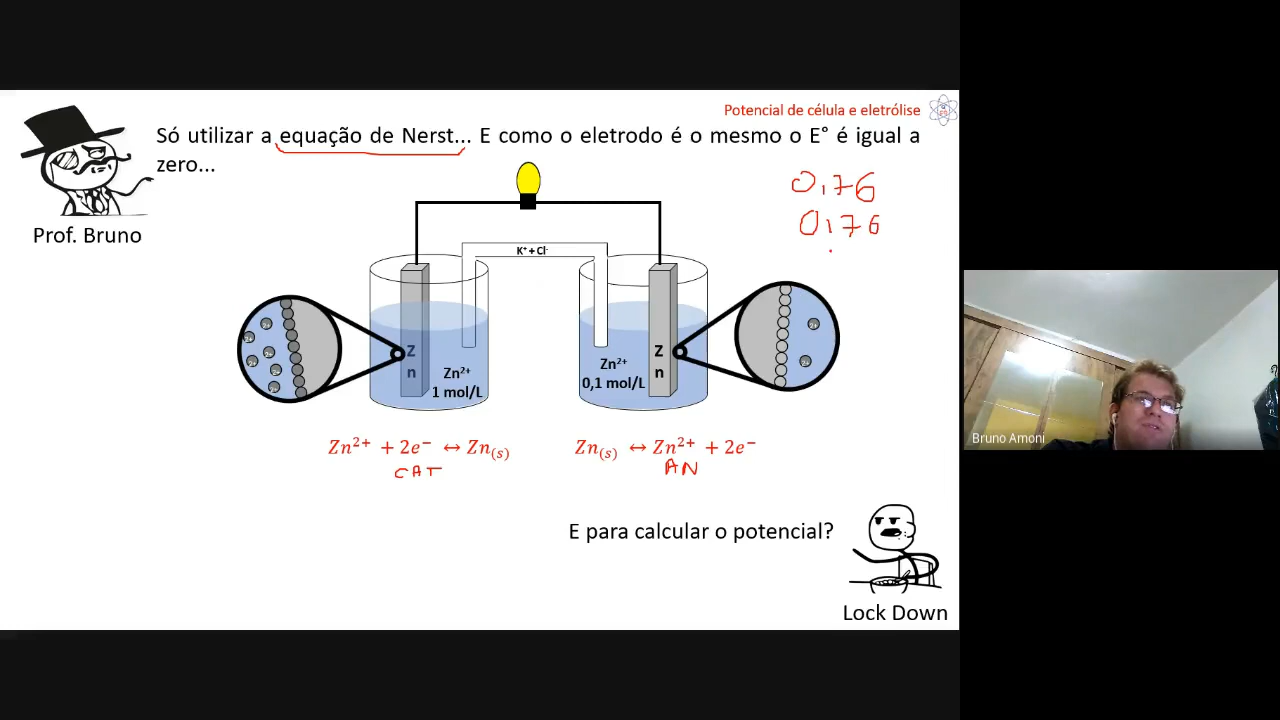 Potencial de célula e eletrólise
Só utilizar a equação de Nerst... E como o eletrodo é o mesmo o E° é igual a
zero...
Prof. Bruno
0,76
0,76
K⁺ + Cl⁻
Z
n
Zn²⁺
1 mol/L
Zn²⁺
0,1 mol/L
Z
n
Zn²⁺ + 2e⁻ ↔ Zn₍s₎
CAT
Zn₍s₎ ↔ Zn²⁺ + 2e⁻
AN
Bruno Amoni
E para calcular o potencial?
Lock Down